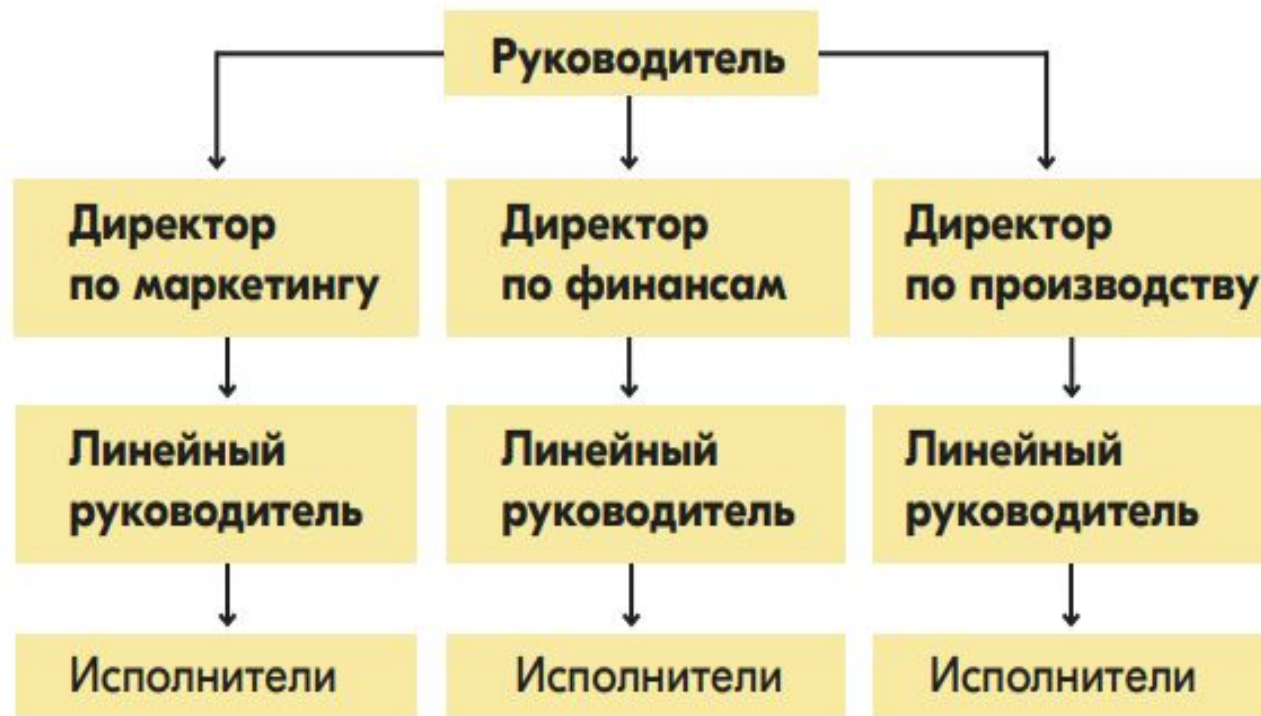 Руководитель
Директор
по маркетингу
Директор
по финансам
Директор
по производству
Линейный
руководитель
Линейный
руководитель
Линейный
руководитель
Исполнители
Исполнители
Исполнители